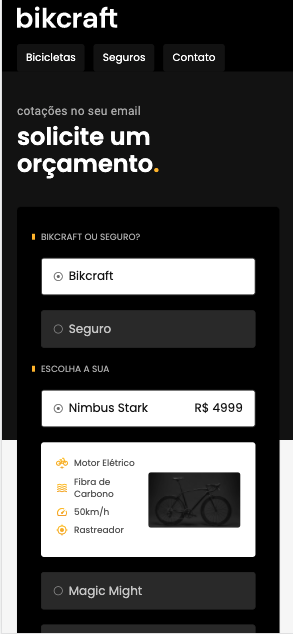 bikcraft
Bicicletas Seguros Contato
cotações no seu email
solicite um
orçamento.
BIKCRAFT OU SEGURO?
Bikcraft
Seguro
ESCOLHA A SUA
Nimbus Stark R$ 4999
Motor Elétrico
Fibra de
Carbono
50km/h
Rastreador
Magic Might